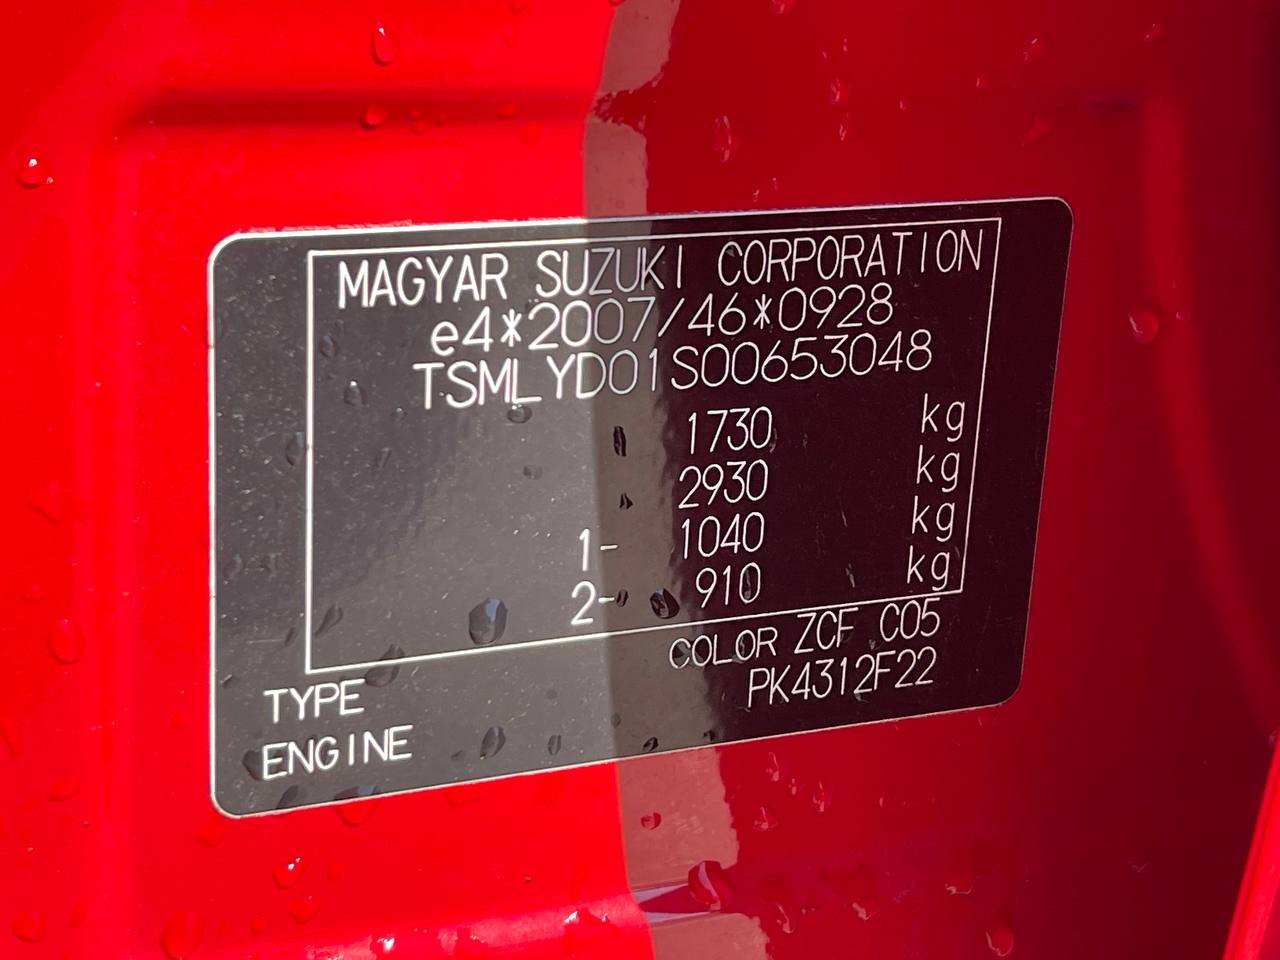 MAGYAR SUZUKI CORPORATION
e4*2007/46*0928
TSMLYD01S00653048
1730 kg
2930 kg
1- 1040 kg
2- 910 kg
COLOR ZCF C05
TYPE PK4312F22
ENGINE